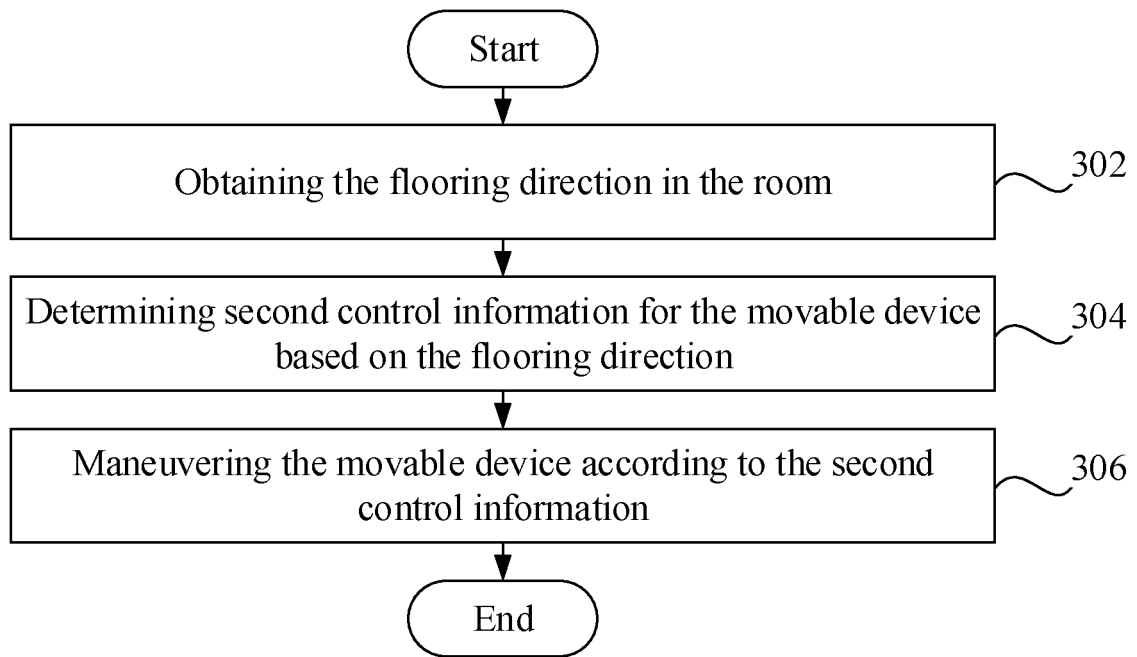 Start
Obtaining the flooring direction in the room
302
Determining second control information for the movable device
based on the flooring direction
304
Maneuvering the movable device according to the second
control information
306
End